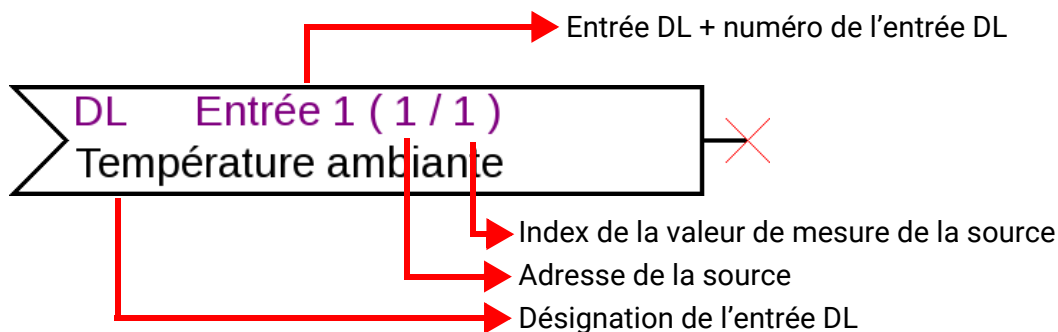 Entrée DL + numéro de l’entrée DL
DL Entrée 1 ( 1 / 1 )
Température ambiante
Index de la valeur de mesure de la source
Adresse de la source
Désignation de l’entrée DL